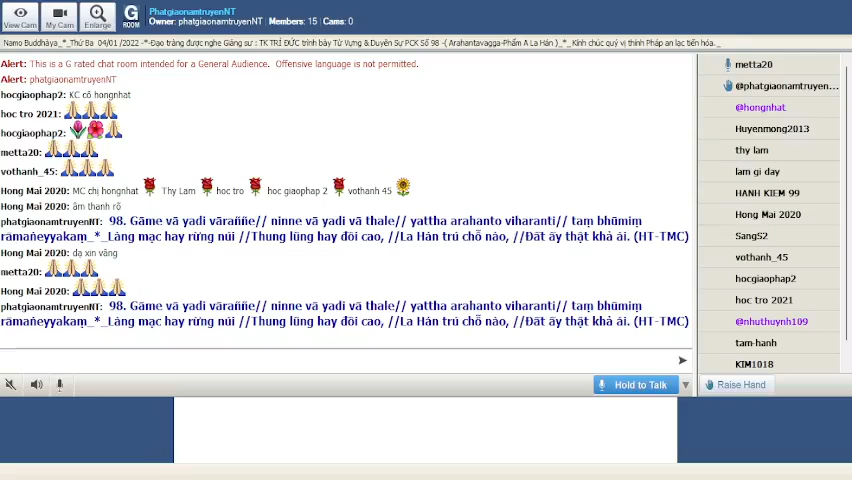 PhatgiaonamtruyenNT
Owner: phatgiaonamtruyenNT Members: 15 Cams: 0
View Cam
My Cam
Enlarge
G
ROOM
Namo Buddhàya_*_Thứ Ba 04/01 /2022 -*-Đạo tràng được nghe Giảng sư : TK TRÍ ĐỨC trình bày Từ Vựng & Duyên Sự PCK Số 98 -( Arahantavagga-Phẩm A La Hán )_*_ Kính chúc quý vị thính Pháp an lạc tiến hóa._
Alert: This is a G rated chat room intended for a General Audience. Offensive language is not permitted.
Alert: phatgiaonamtruyenNT
hocgiaophap2: KC cô hongnhat
hoc tro 2021:
hocgiaophap2:
metta20:
vothanh_45:
Hong Mai 2020: MC chị hongnhat Thy Lam hoc tro hoc giaophap 2 vothanh 45
Hong Mai 2020: âm thanh rõ
phatgiaonamtruyenNT: 98. Gāme vā yadi vāraññe// ninne vā yadi vā thale// yattha arahanto viharanti// taṃ bhūmiṃ
rāmaṅeyyakaṃ_*_Làng mạc hay rừng núi //Thung lũng hay đồi cao, //La Hán trú chỗ nào, //Đất ấy thật khả ái. (HT-TMC)
Hong Mai 2020: dạ xin vâng
metta20:
Hong Mai 2020:
phatgiaonamtruyenNT: 98. Gāme vā yadi vāraññe// ninne vā yadi vā thale// yattha arahanto viharanti// taṃ bhūmiṃ
rāmaṅeyyakaṃ_*_Làng mạc hay rừng núi //Thung lũng hay đồi cao, //La Hán trú chỗ nào, //Đất ấy thật khả ái. (HT-TMC)
Hold to Talk
metta20
@phatgiaonamtruyen...
@hongnhat
Huyenmong2013
thy lam
lam gi day
HANH KIEM 99
Hong Mai 2020
SangS2
vothanh_45
hocgiaophap2
hoc tro 2021
@nhuthuynh109
tam-hanh
KIM1018
Raise Hand